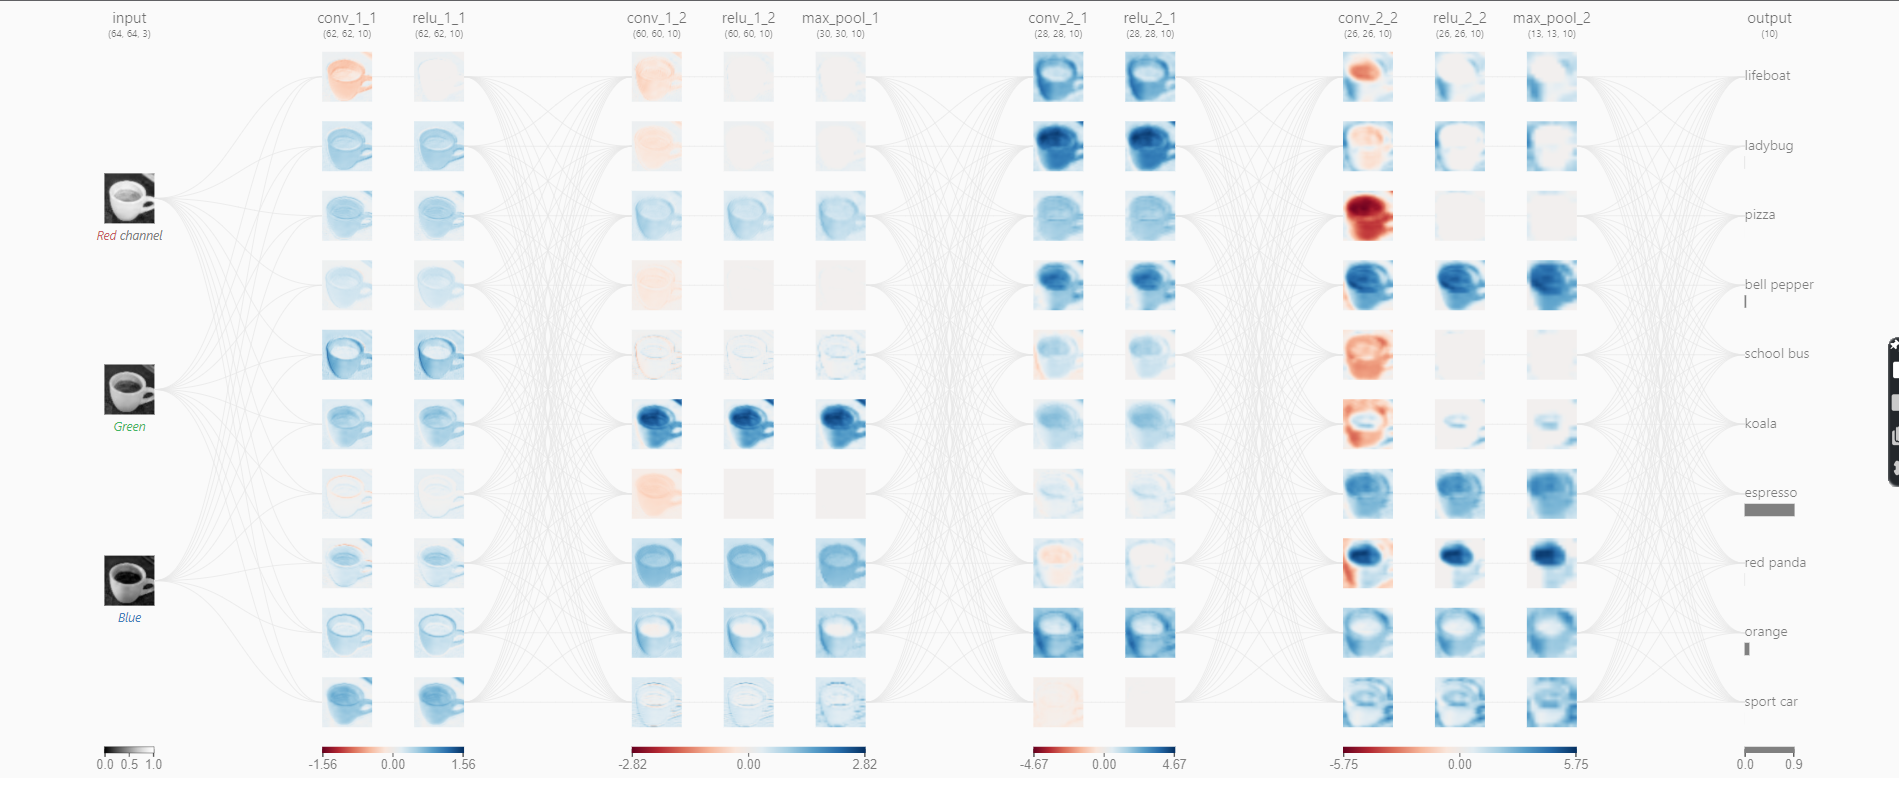 input conv_1_1 relu_1_1 conv_1_2 relu_1_2 max_pool_1 conv_2_1 relu_2_1 conv_2_2 relu_2_2 max_pool_2 output
(64, 64, 3) (62, 62, 10) (62, 62, 10) (60, 60, 10) (60, 60, 10) (30, 30, 10) (28, 28, 10) (28, 28, 10) (26, 26, 10) (26, 26, 10) (13, 13, 10) (10)
lifeboat
ladybug
pizza
Red channel
bell pepper
school bus
koala
Green
espresso
red panda
Blue
orange
sport car
0.0 0.5 1.0 -1.56 0.00 1.56 -2.82 0.00 2.82 -4.67 0.00 4.67 -5.75 0.00 5.75 0.0 0.9